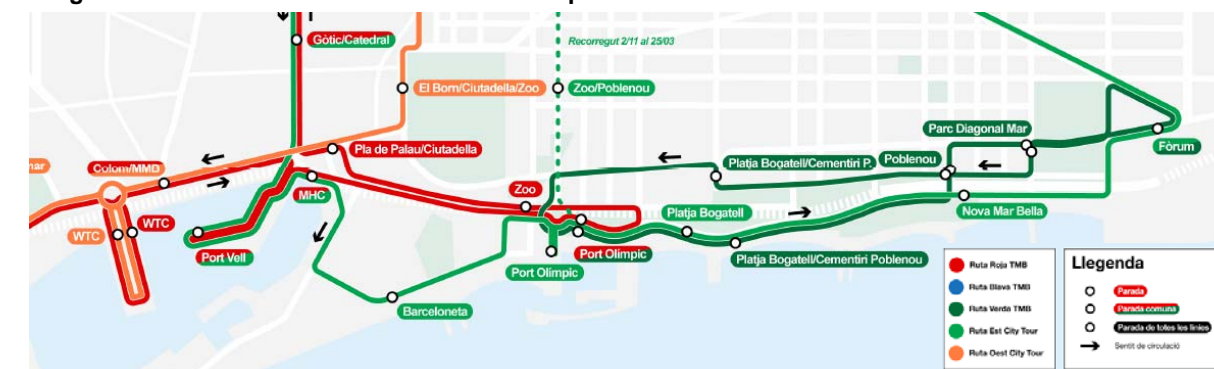 Recorregut 2/11 al 25/03
Gòtic/Catedral
El Born/Ciutadella/Zoo
Zoo/Poblenou
Parc Diagonal Mar
Fòrum
Pla de Palau/Ciutadella
Platja Bogatell/Cementiri P.
Poblenou
Colom/MMB
MHC
Zoo
Platja Bogatell
Nova Mar Bella
WTC
WTC
Port Vell
Port Olímpic
Port Olímpic
Platja Bogatell/Cementiri Poblenou
Barceloneta
Ruta Roja TMB
Ruta Blava TMB
Ruta Verda TMB
Ruta Est City Tour
Ruta Oest City Tour
Llegenda
Parada
Parada comuna
Parada de totes les línies
Sentit de circulació